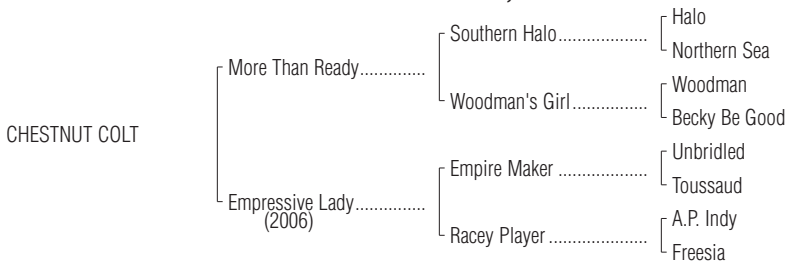 Halo
Southern Halo...................
Northern Sea
More Than Ready..............
Woodman
Woodman's Girl................
Becky Be Good
CHESTNUT COLT
Unbridled
Empire Maker ...................
Toussaud
Empressive Lady...............
(2006)
A.P. Indy
Racey Player .....................
Freesia